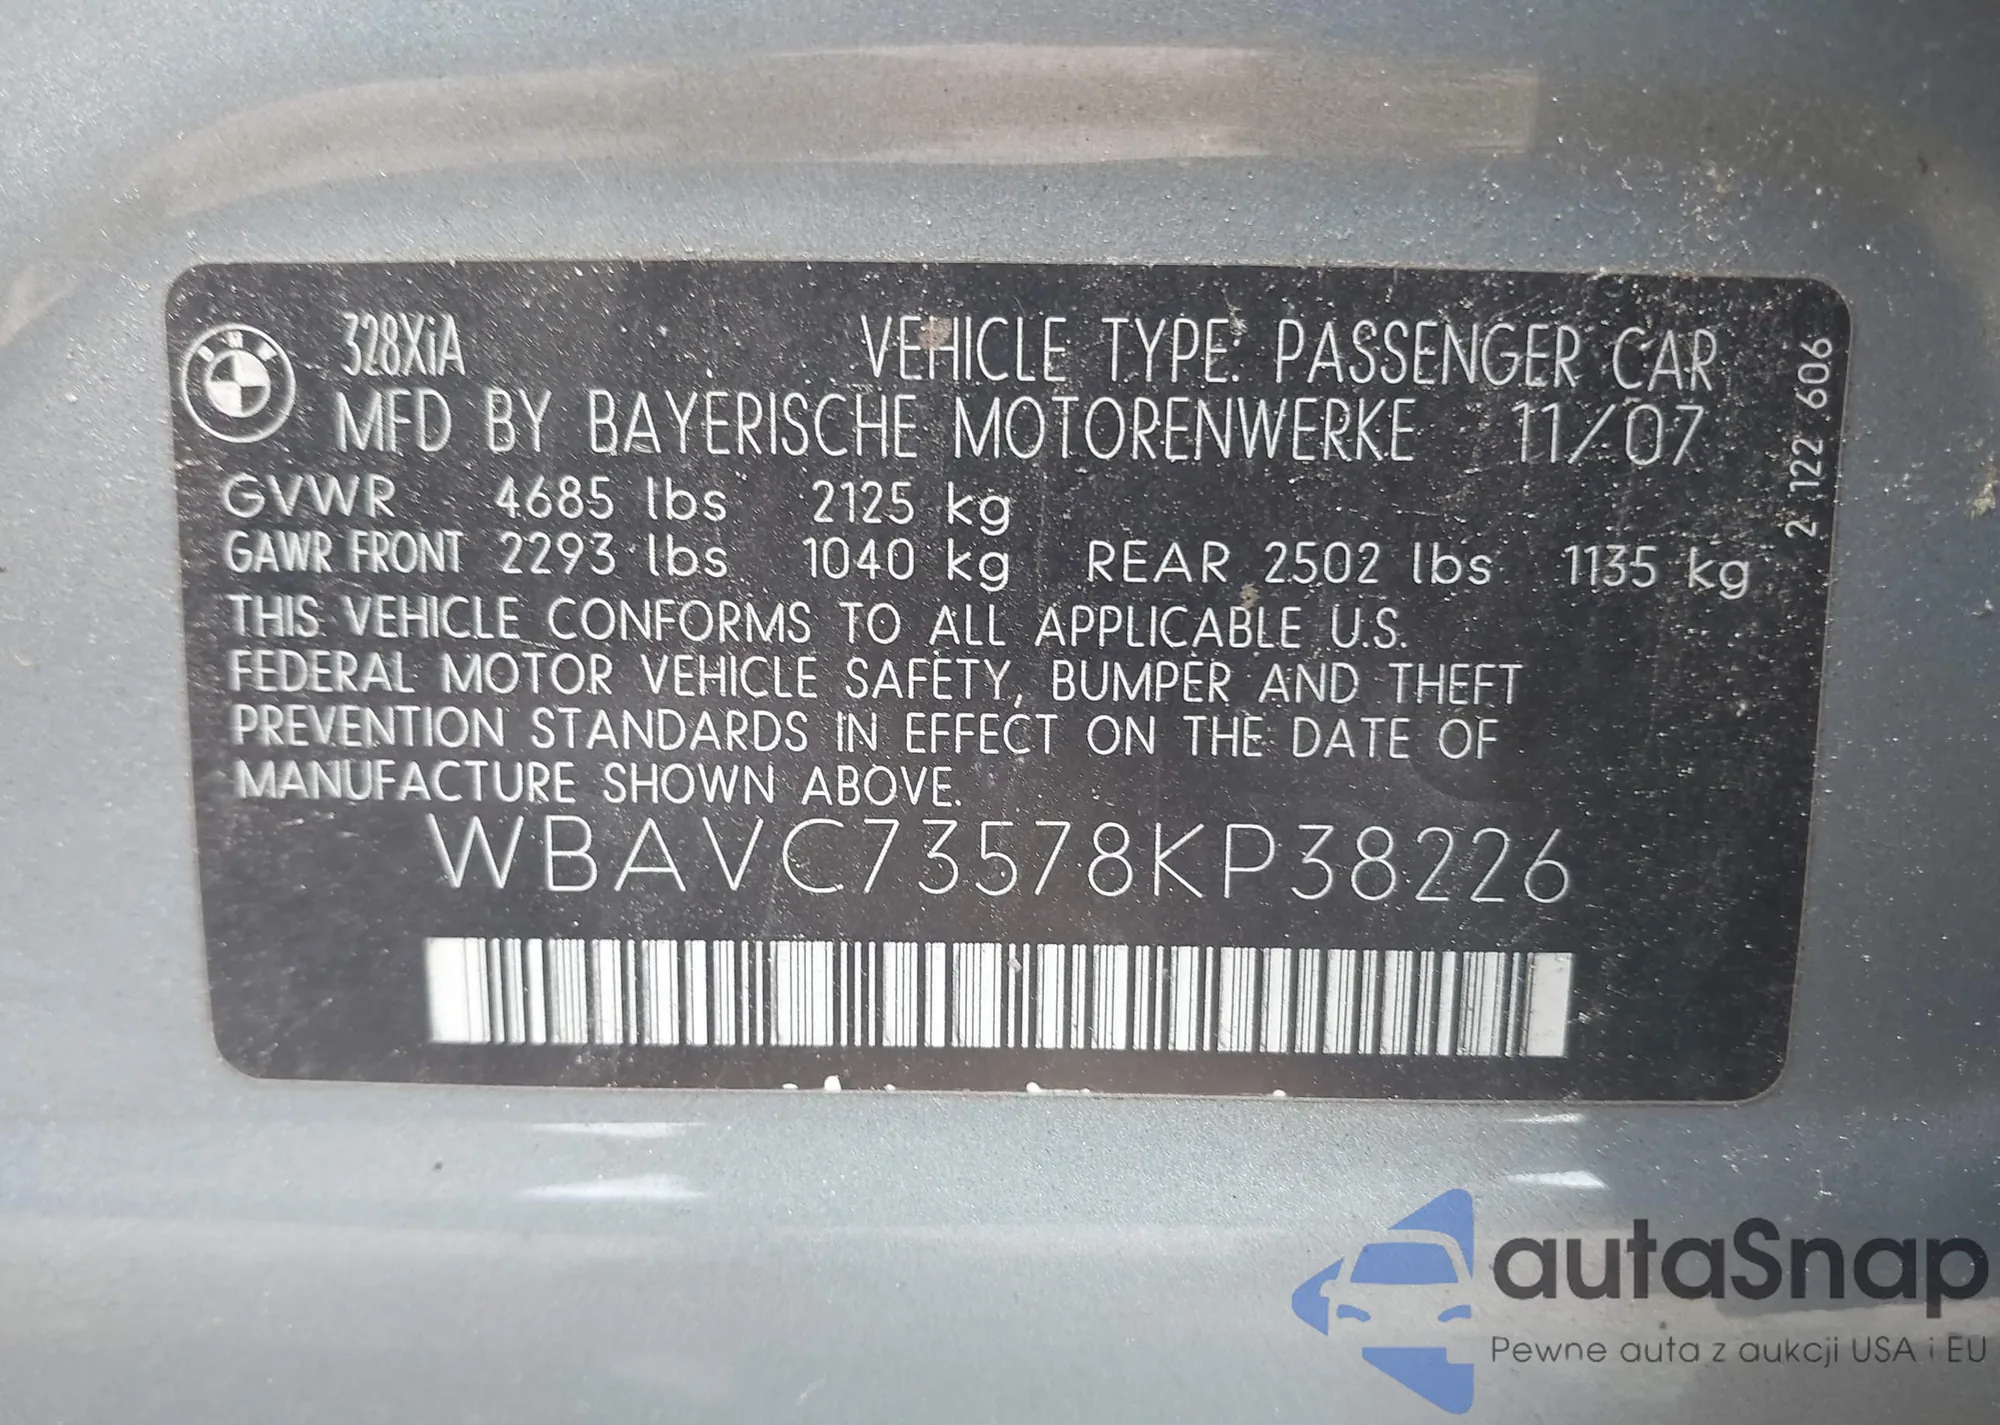 BMW
328XiA VEHICLE TYPE: PASSENGER CAR
MFD BY BAYERISCHE MOTORENWERKE 11/07
GVWR 4685 lbs 2125 kg
GAWR FRONT 2293 lbs 1040 kg REAR 2502 lbs 1135 kg
THIS VEHICLE CONFORMS TO ALL APPLICABLE U.S.
FEDERAL MOTOR VEHICLE SAFETY, BUMPER AND THEFT
PREVENTION STANDARDS IN EFFECT ON THE DATE OF
MANUFACTURE SHOWN ABOVE.
WBAVC73578KP38226
2 122 606
autaSnap
Pewne auta z aukcji USA i EU